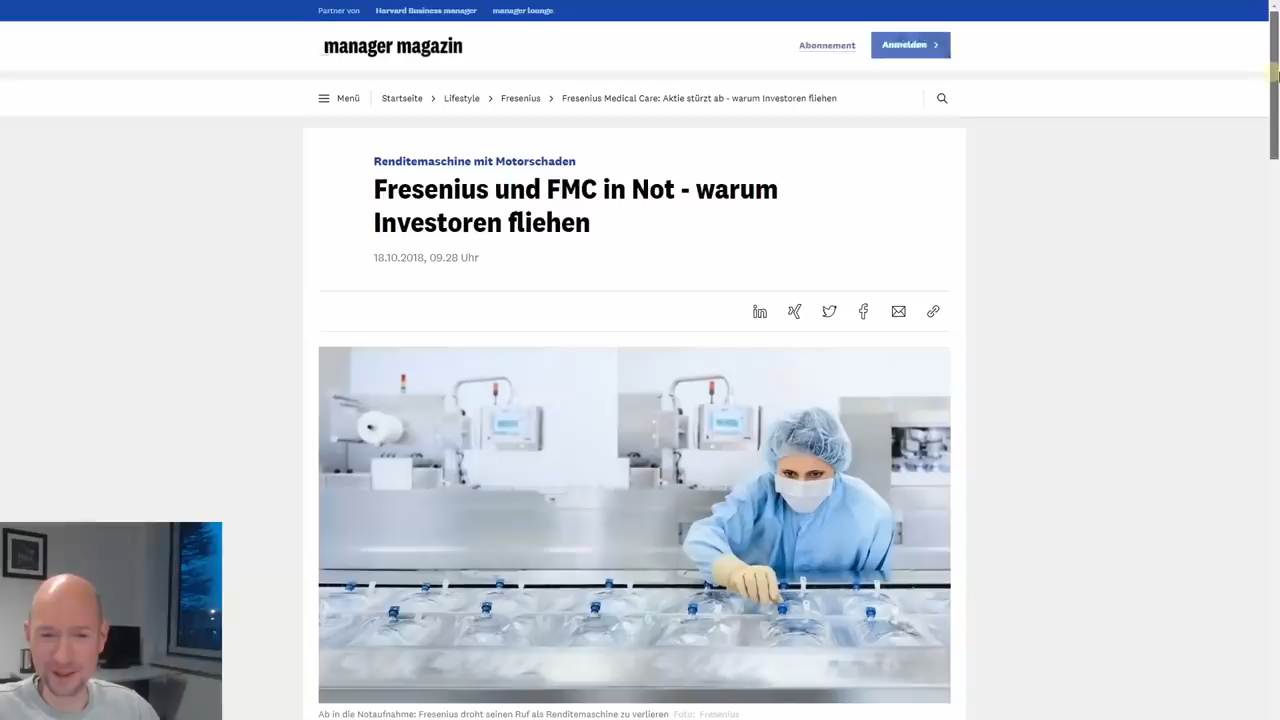 Partner von Harvard Business manager manager lounge
manager magazin
Abonnement
Anmelden
Menü
Startseite
Lifestyle
Fresenius
Fresenius Medical Care: Aktie stürzt ab - warum Investoren fliehen
Renditemaschine mit Motorschaden
Fresenius und FMC in Not - warum
Investoren fliehen
18.10.2018, 09.28 Uhr
Ab in die Notaufnahme: Fresenius droht seinen Ruf als Renditemaschine zu verlieren Foto: Fresenius